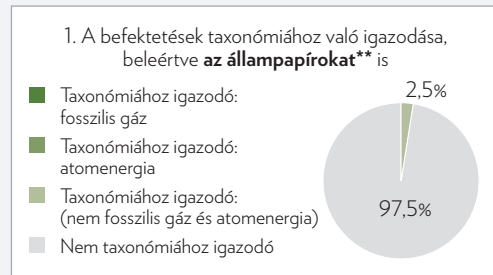 1. A befektetések taxonómiához való igazodása,
beleértve az állampapírokat** is
Taxonómiához igazodó:
fosszilis gáz
Taxonómiához igazodó:
atomenergia
Taxonómiához igazodó:
(nem fosszilis gáz és atomenergia)
Nem taxonómiához igazodó
2,5%
97,5%